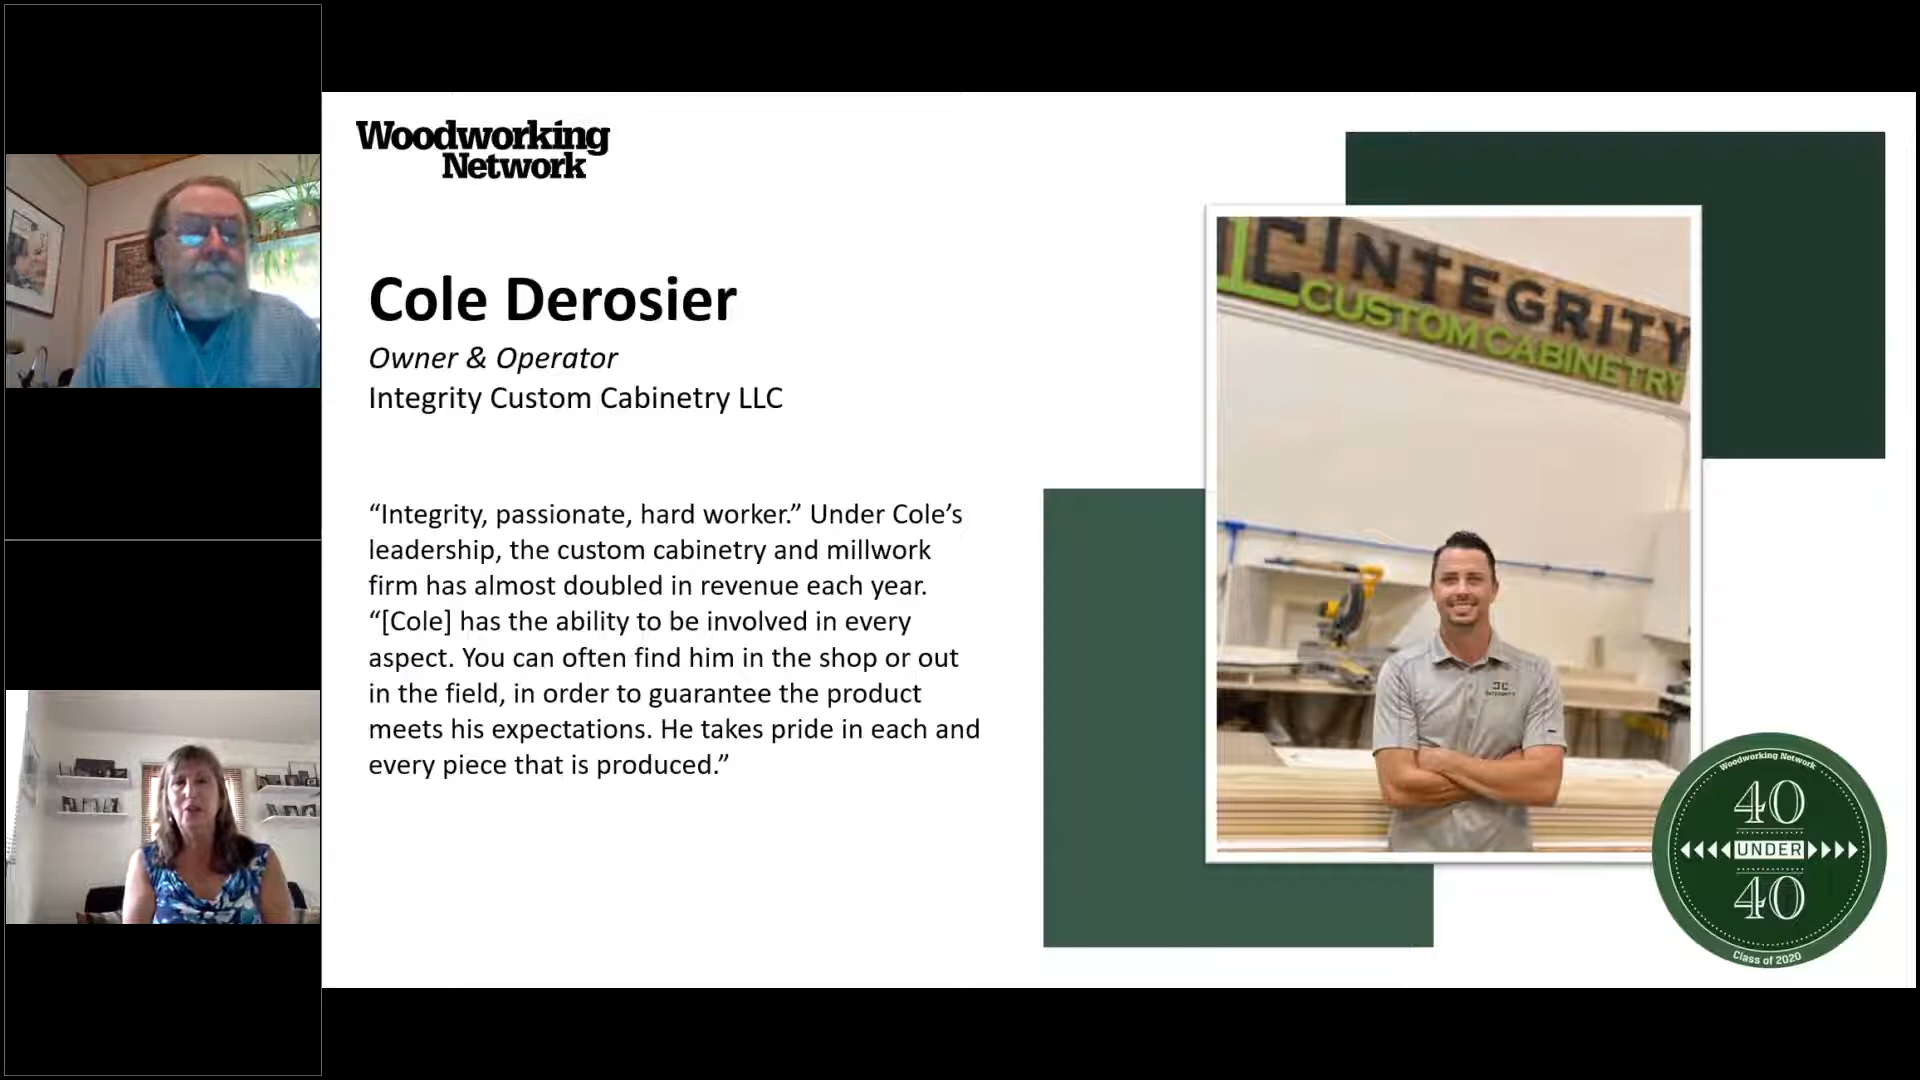 Woodworking
Network
Cole Derosier
Owner & Operator
Integrity Custom Cabinetry LLC
“Integrity, passionate, hard worker.” Under Cole’s
leadership, the custom cabinetry and millwork
firm has almost doubled in revenue each year.
“[Cole] has the ability to be involved in every
aspect. You can often find him in the shop or out
in the field, in order to guarantee the product
meets his expectations. He takes pride in each and
every piece that is produced.”
INTEGRITY
CUSTOM CABINETRY
Woodworking Network
40
UNDER
40
Class of 2020